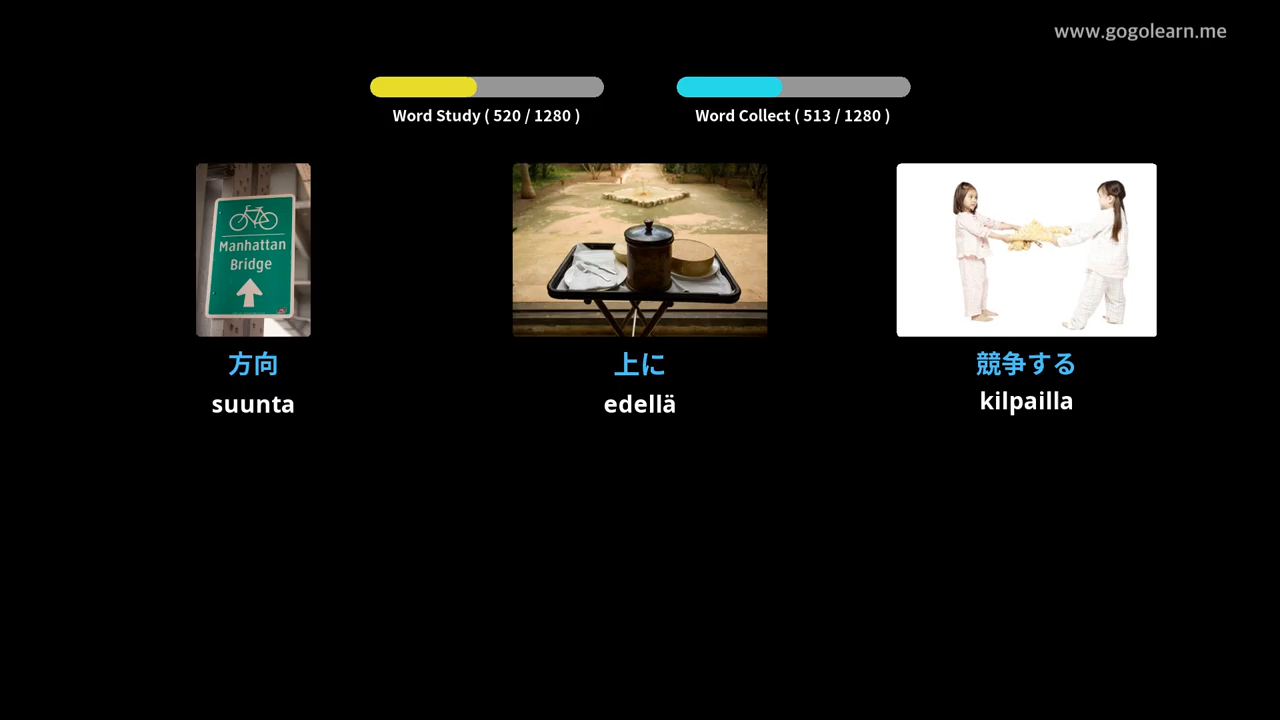 www.gogolearn.me
Word Study ( 520 / 1280 )
Word Collect ( 513 / 1280 )
Manhattan
Bridge
方向
suunta
上に
edellä
競争する
kilpailla